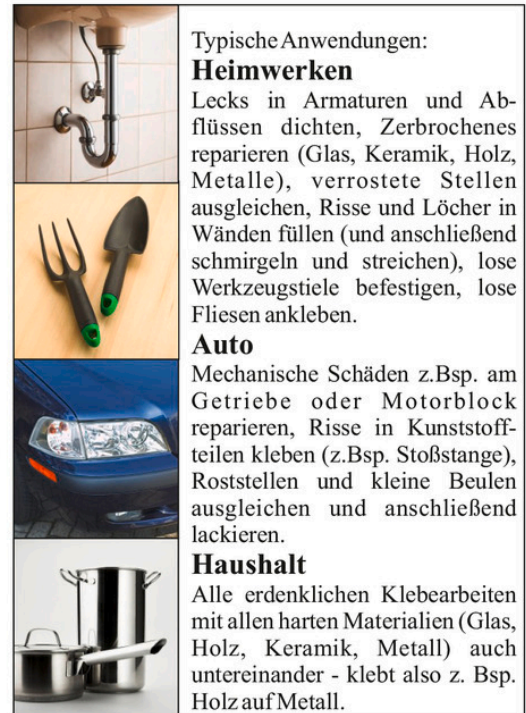 Typische Anwendungen:
Heimwerken
Lecks in Armaturen und Ab-
flüssen dichten, Zerbrochenes
reparieren (Glas, Keramik, Holz,
Metalle), verrostete Stellen
ausgleichen, Risse und Löcher in
Wänden füllen (und anschließend
schmirgeln und streichen), lose
Werkzeugstiele befestigen, lose
Fliesen ankleben.
Auto
Mechanische Schäden z.Bsp. am
Getriebe oder Motorblock
reparieren, Risse in Kunststoff-
teilen kleben (z.Bsp. Stoßstange),
Roststellen und kleine Beulen
ausgleichen und anschließend
lackieren.
Haushalt
Alle erdenklichen Klebearbeiten
mit allen harten Materialien (Glas,
Holz, Keramik, Metall) auch
untereinander - klebt also z. Bsp.
Holz auf Metall.